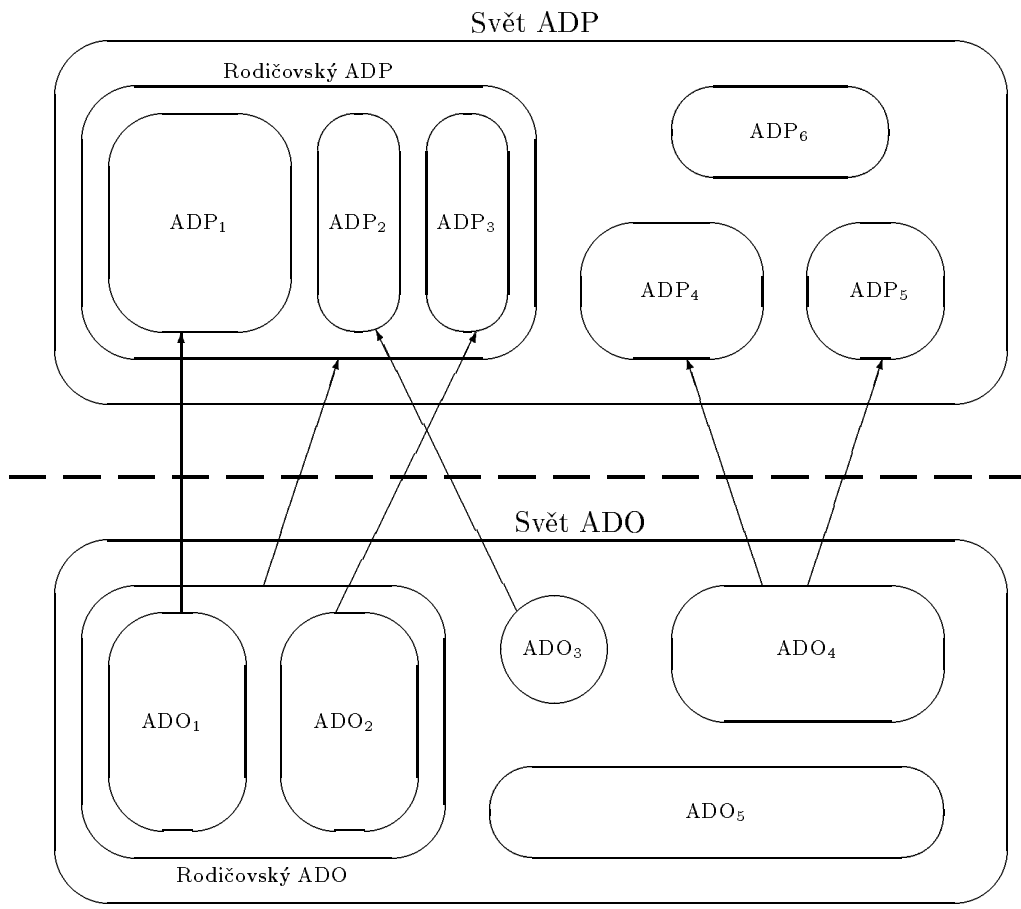 Svět ADP
Rodičovský ADP
ADP₆
ADP₁
ADP₂
ADP₃
ADP₄
ADP₅
Svět ADO
ADO₃
ADO₄
ADO₁
ADO₂
ADO₅
Rodičovský ADO